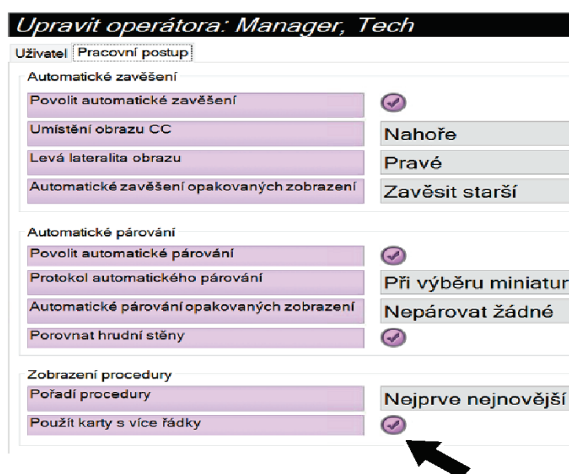 Upravit operátora: Manager, Tech
Uživatel Pracovní postup
Automatické zavěšení
Povolit automatické zavěšení
Umístění obrazu CC Nahoře
Levá lateralita obrazu Pravé
Automatické zavěšení opakovaných zobrazení Zavěsit starší
Automatické párování
Povolit automatické párování
Protokol automatického párování Při výběru miniatur
Automatické párování opakovaných zobrazení Nepárovat žádné
Porovnat hrudní stěny
Zobrazení procedury
Pořadí procedury Nejprve nejnovější
Použít karty s více řádky